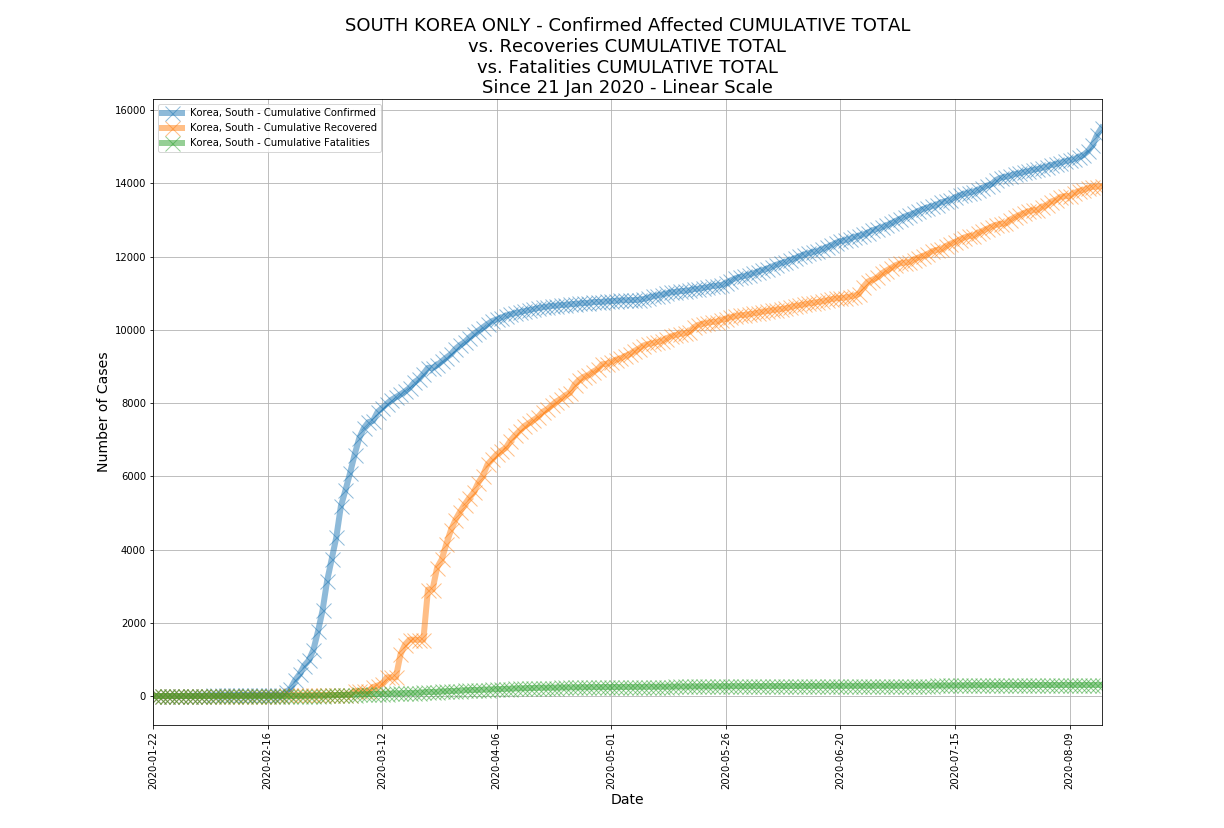 SOUTH KOREA ONLY - Confirmed Affected CUMULATIVE TOTAL
vs. Recoveries CUMULATIVE TOTAL
vs. Fatalities CUMULATIVE TOTAL
Since 21 Jan 2020 - Linear Scale
Korea, South - Cumulative Confirmed
Korea, South - Cumulative Recovered
Korea, South - Cumulative Fatalities
Number of Cases
16000
14000
12000
10000
8000
6000
4000
2000
0
2020-01-22
2020-02-16
2020-03-12
2020-04-06
2020-05-01
2020-05-26
2020-06-20
2020-07-15
2020-08-09
Date